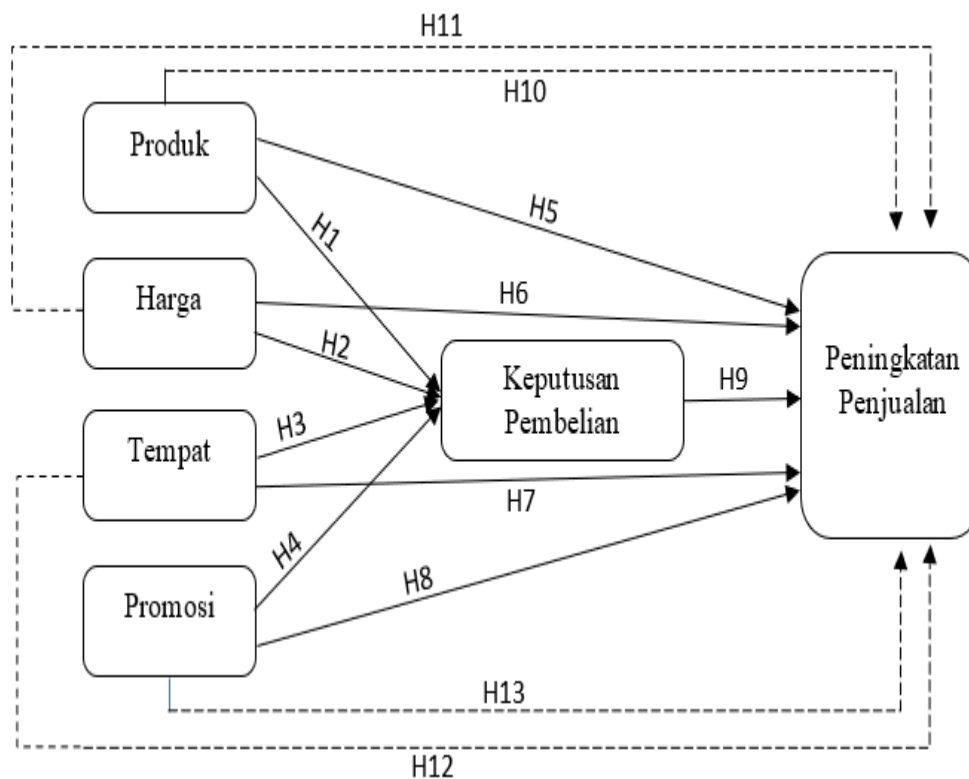 H11
H10
Produk
H5
H1
Harga
H6
H2
Keputusan
Pembelian
H9
Peningkatan
Penjualan
Tempat
H3
H7
H4
H8
Promosi
H13
H12